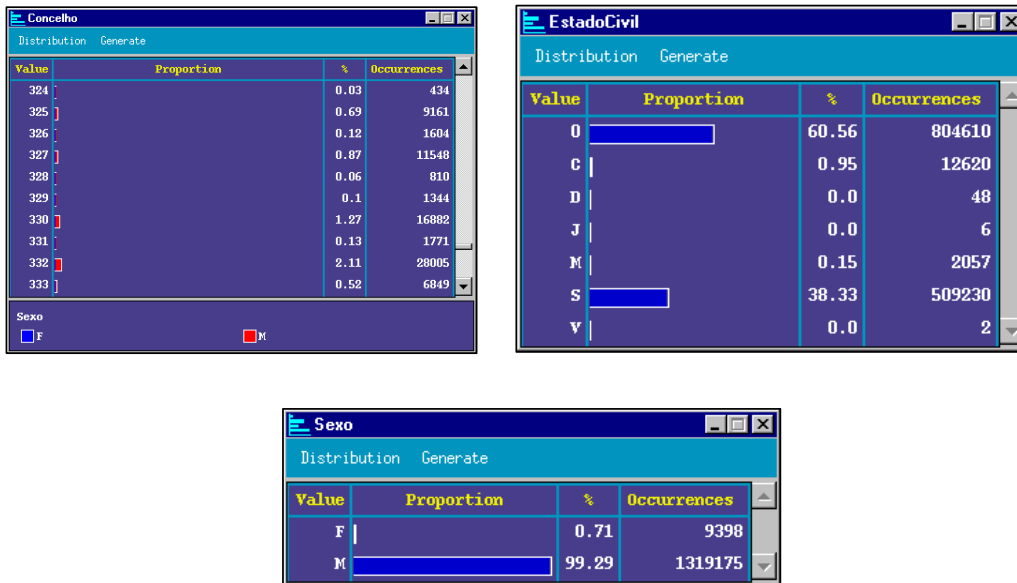 Concelho
Distribution Generate
Value Proportion % Occurrences
324 0.03 434
325 0.69 9161
326 0.12 1604
327 0.87 11548
328 0.06 810
329 0.1 1344
330 1.27 16882
331 0.13 1771
332 2.11 28005
333 0.52 6849
Sexo
F M
EstadoCivil
Distribution Generate
Value Proportion % Occurrences
0 60.56 804610
C 0.95 12620
D 0.0 48
J 0.0 6
M 0.15 2057
S 38.33 509230
V 0.0 2
Sexo
Distribution Generate
Value Proportion % Occurrences
F 0.71 9398
M 99.29 1319175